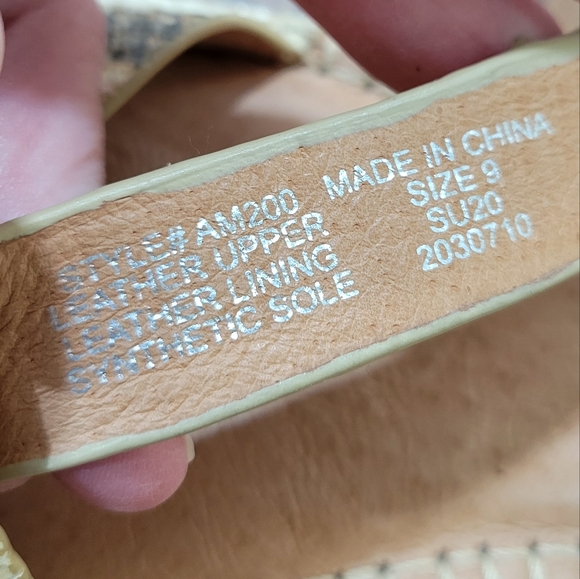 STYLE# AM200
LEATHER UPPER
LEATHER LINING
SYNTHETIC SOLE
MADE IN CHINA
SIZE 9
SU20
2030710